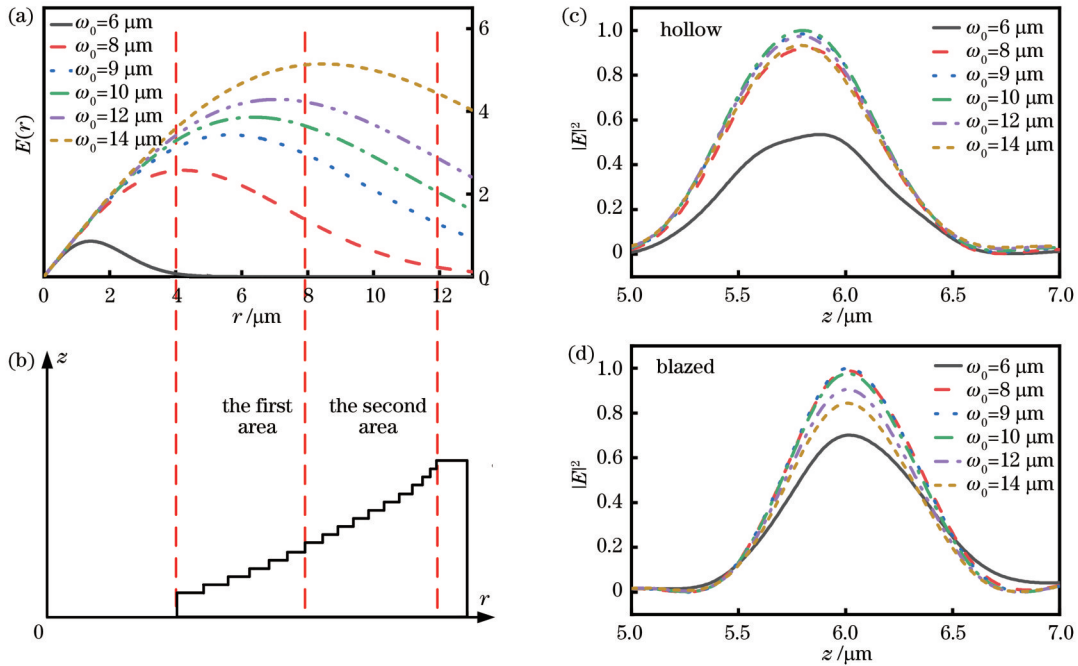 (a)
ω₀=6 μm
ω₀=8 μm
ω₀=9 μm
ω₀=10 μm
ω₀=12 μm
ω₀=14 μm
E(r)
6
4
2
0
0 2 4 6 8 10 12
r /μm
(b)
z
the first area
the second area
r
0
(c)
hollow
ω₀=6 μm
ω₀=8 μm
ω₀=9 μm
ω₀=10 μm
ω₀=12 μm
ω₀=14 μm
|E|²
1.0
0.8
0.6
0.4
0.2
0
5.0 5.5 6.0 6.5 7.0
z /μm
(d)
blazed
ω₀=6 μm
ω₀=8 μm
ω₀=9 μm
ω₀=10 μm
ω₀=12 μm
ω₀=14 μm
|E|²
1.0
0.8
0.6
0.4
0.2
0
5.0 5.5 6.0 6.5 7.0
z /μm